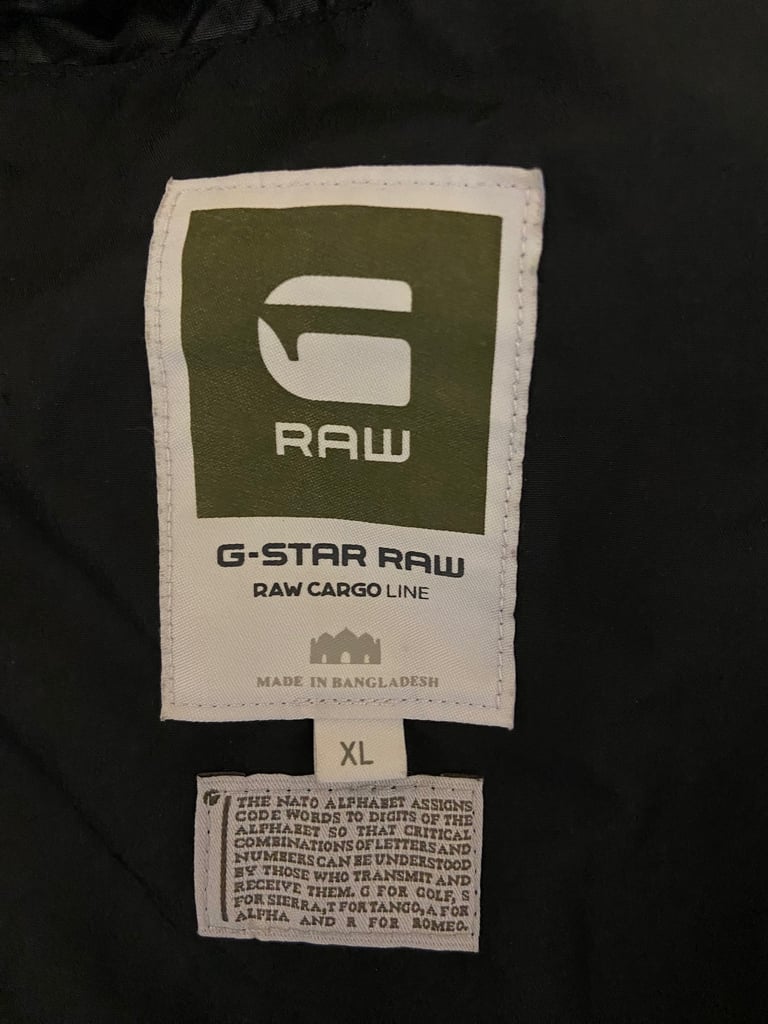 RAW
G-STAR RAW
RAW CARGO LINE
MADE IN BANGLADESH
XL
THE NATO ALPHABET ASSIGNS
CODE WORDS TO DIGITS OF THE
ALPHABET SO THAT CRITICAL
COMBINATIONS OF LETTERS AND
NUMBERS CAN BE UNDERSTOOD
BY THOSE WHO TRANSMIT AND
RECEIVE THEM. G FOR GOLF, S
FOR SIERRA, T FOR TANGO, A FOR
ALPHA AND R FOR ROMEO.